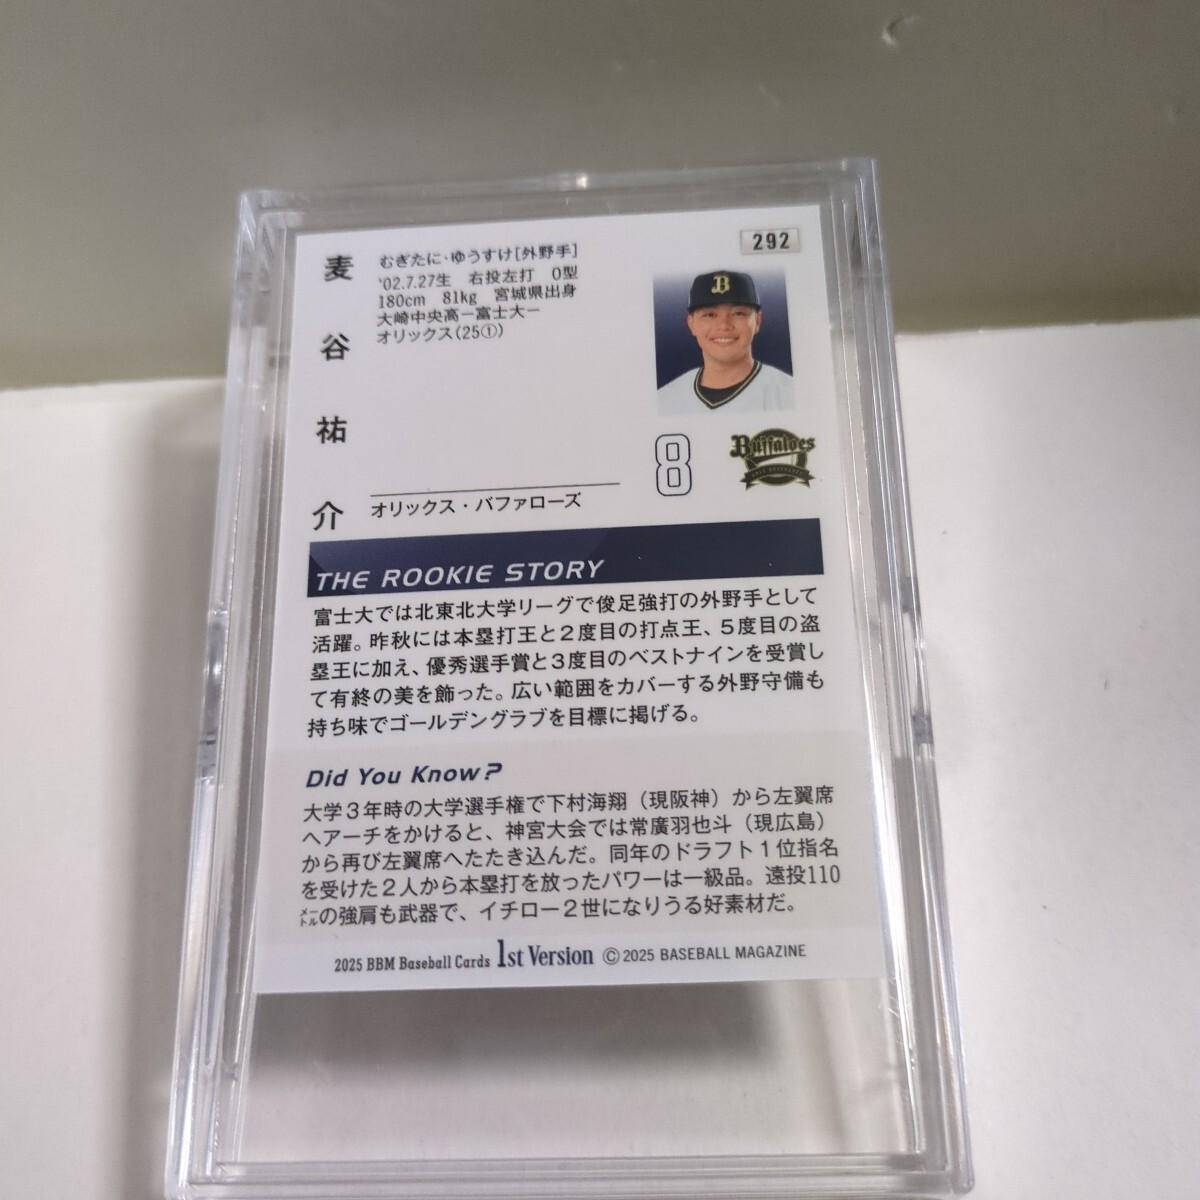 292
麦谷祐介
むぎたに・ゆうすけ[外野手]
'02.7.27生 右投左打 O型
180cm 81kg 宮城県出身
大崎中央高－富士大－
オリックス(25①)
B
8
Buffaloes
オリックス・バファローズ
THE ROOKIE STORY
富士大では北東北大学リーグで俊足強打の外野手として
活躍。昨秋には本塁打王と2度目の打点王、5度目の盗
塁王に加え、優秀選手賞と3度目のベストナインを受賞し
て有終の美を飾った。広い範囲をカバーする外野守備も
持ち味でゴールデングラブを目標に掲げる。
Did You Know?
大学3年時の大学選手権で下村海翔（現阪神）から左翼席
へアーチをかけると、神宮大会では常廣羽也斗（現広島）
から再び左翼席へたたき込んだ。同年のドラフト1位指名
を受けた2人から本塁打を放ったパワーは一級品。遠投110
メートルの強肩も武器で、イチロー2世になりうる好素材だ。
2025 BBM Baseball Cards 1st Version © 2025 BASEBALL MAGAZINE